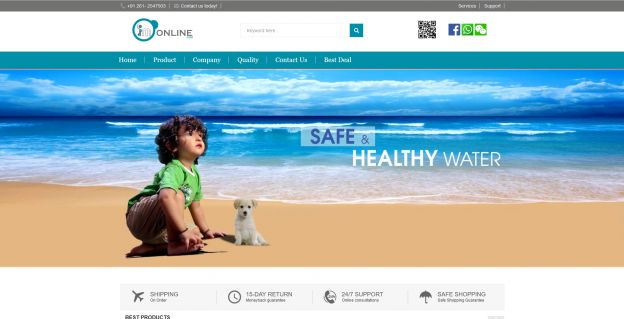 +91 281- 2547503 | Contact us today! |
Services | Support |
ONLINE
Keyword here...
Home | Product | Company | Quality | Contact Us | Best Deal
SAFE &
HEALTHY WATER
SHIPPING
On Order
15-DAY RETURN
Moneyback guarantee
24/7 SUPPORT
Online consultations
SAFE SHOPPING
Safe Shopping Guarantee
BEST PRODUCTS